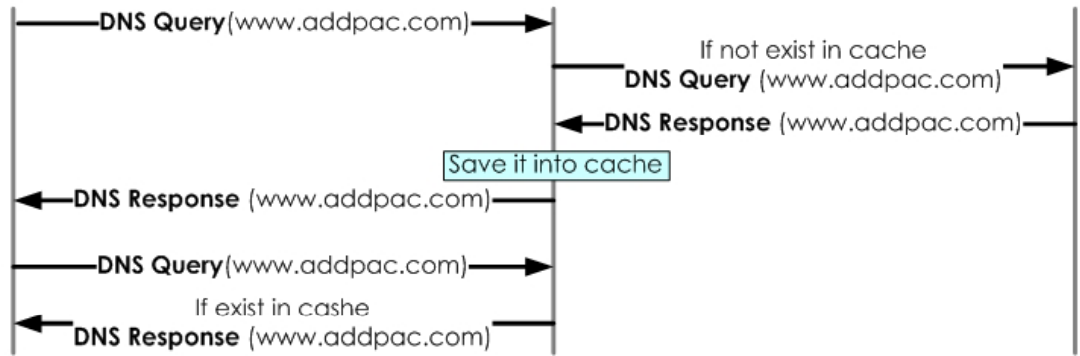 DNS Query(www.addpac.com)
If not exist in cache
DNS Query (www.addpac.com)
DNS Response (www.addpac.com)
Save it into cache
DNS Response (www.addpac.com)
DNS Query(www.addpac.com)
If exist in cashe
DNS Response (www.addpac.com)